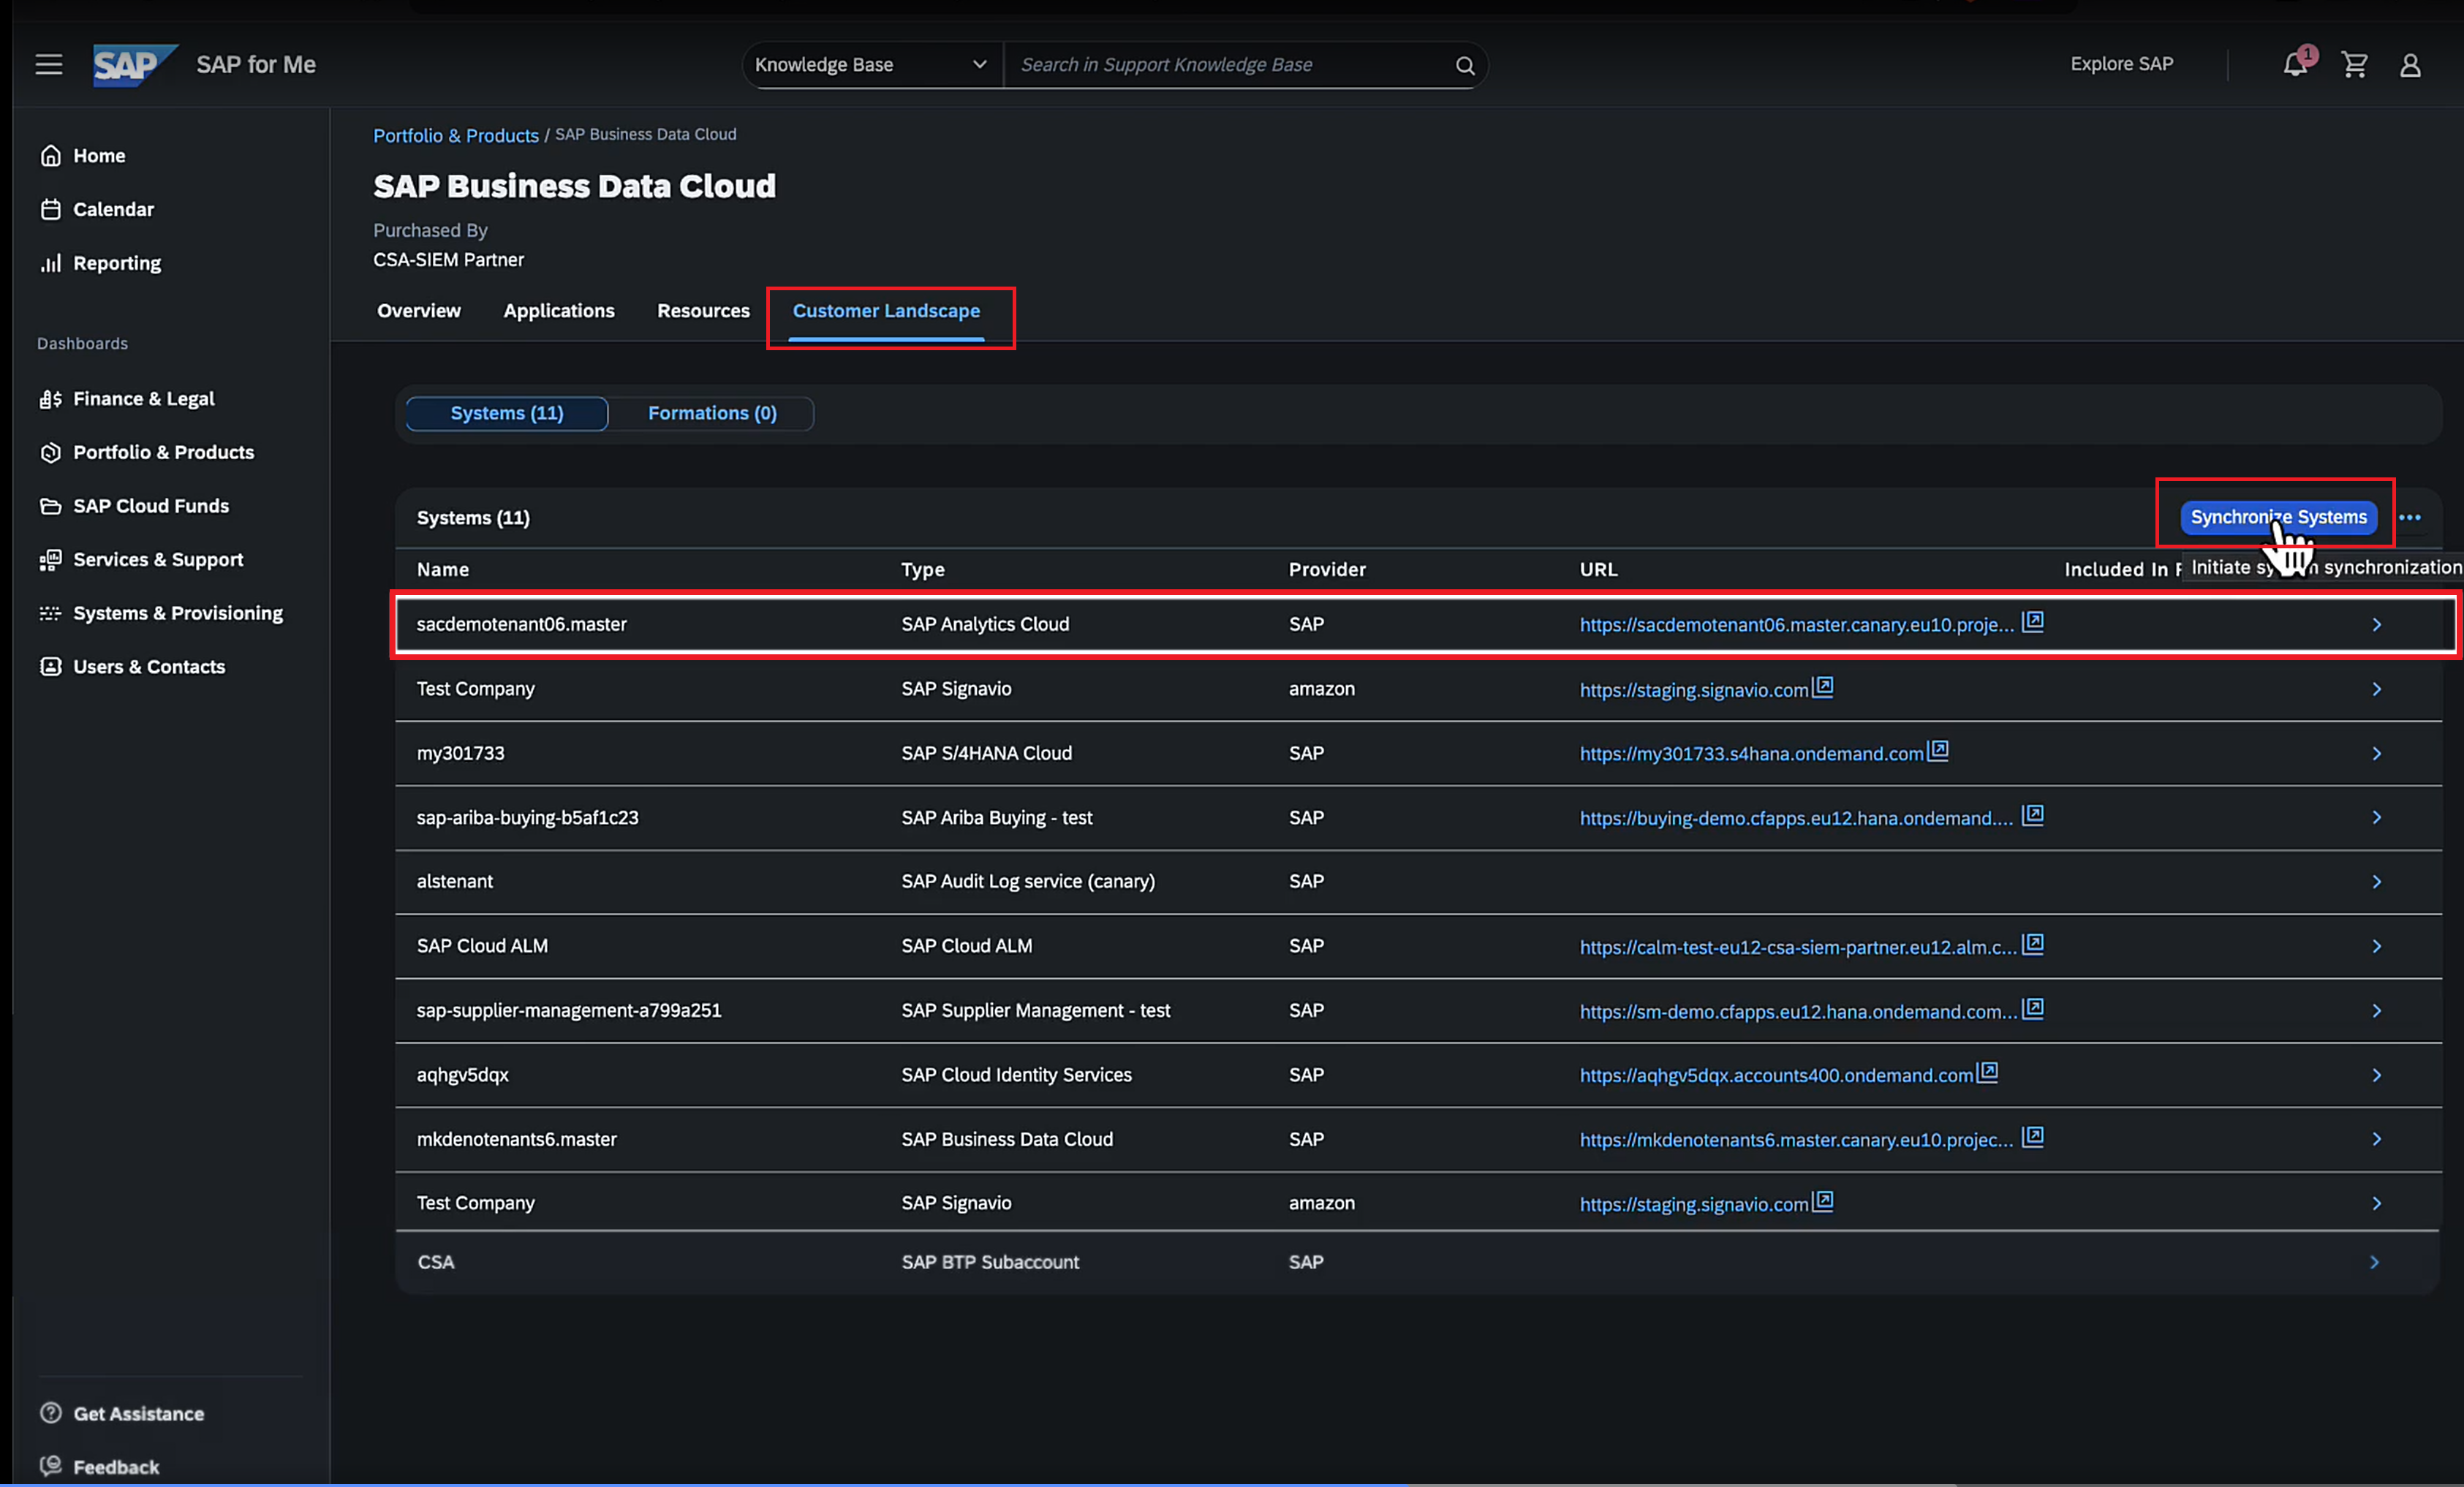 SAP SAP for Me Knowledge Base Search in Support Knowledge Base Explore SAP 1
Home
Calendar
Reporting
Dashboards
Finance & Legal
Portfolio & Products
SAP Cloud Funds
Services & Support
Systems & Provisioning
Users & Contacts
Get Assistance
Feedback
Portfolio & Products / SAP Business Data Cloud
SAP Business Data Cloud
Purchased By
CSA-SIEM Partner
Overview Applications Resources Customer Landscape
Systems (11) Formations (0)
Systems (11) Synchronize Systems
Name Type Provider URL Included In
Initiate synchronization
sacdemotenant06.master SAP Analytics Cloud SAP https://sacdemotenant06.master.canary.eu10.proje...
Test Company SAP Signavio amazon https://staging.signavio.com
my301733 SAP S/4HANA Cloud SAP https://my301733.s4hana.ondemand.com
sap-ariba-buying-b5af1c23 SAP Ariba Buying - test SAP https://buying-demo.cfapps.eu12.hana.ondemand....
alstenant SAP Audit Log service (canary) SAP
SAP Cloud ALM SAP Cloud ALM SAP https://calm-test-eu12-csa-siem-partner.eu12.alm.c...
sap-supplier-management-a799a251 SAP Supplier Management - test SAP https://sm-demo.cfapps.eu12.hana.ondemand.com...
aqhgv5dqx SAP Cloud Identity Services SAP https://aqhgv5dqx.accounts400.ondemand.com
mkdenotenants6.master SAP Business Data Cloud SAP https://mkdenotenants6.master.canary.eu10.projec...
Test Company SAP Signavio amazon https://staging.signavio.com
CSA SAP BTP Subaccount SAP